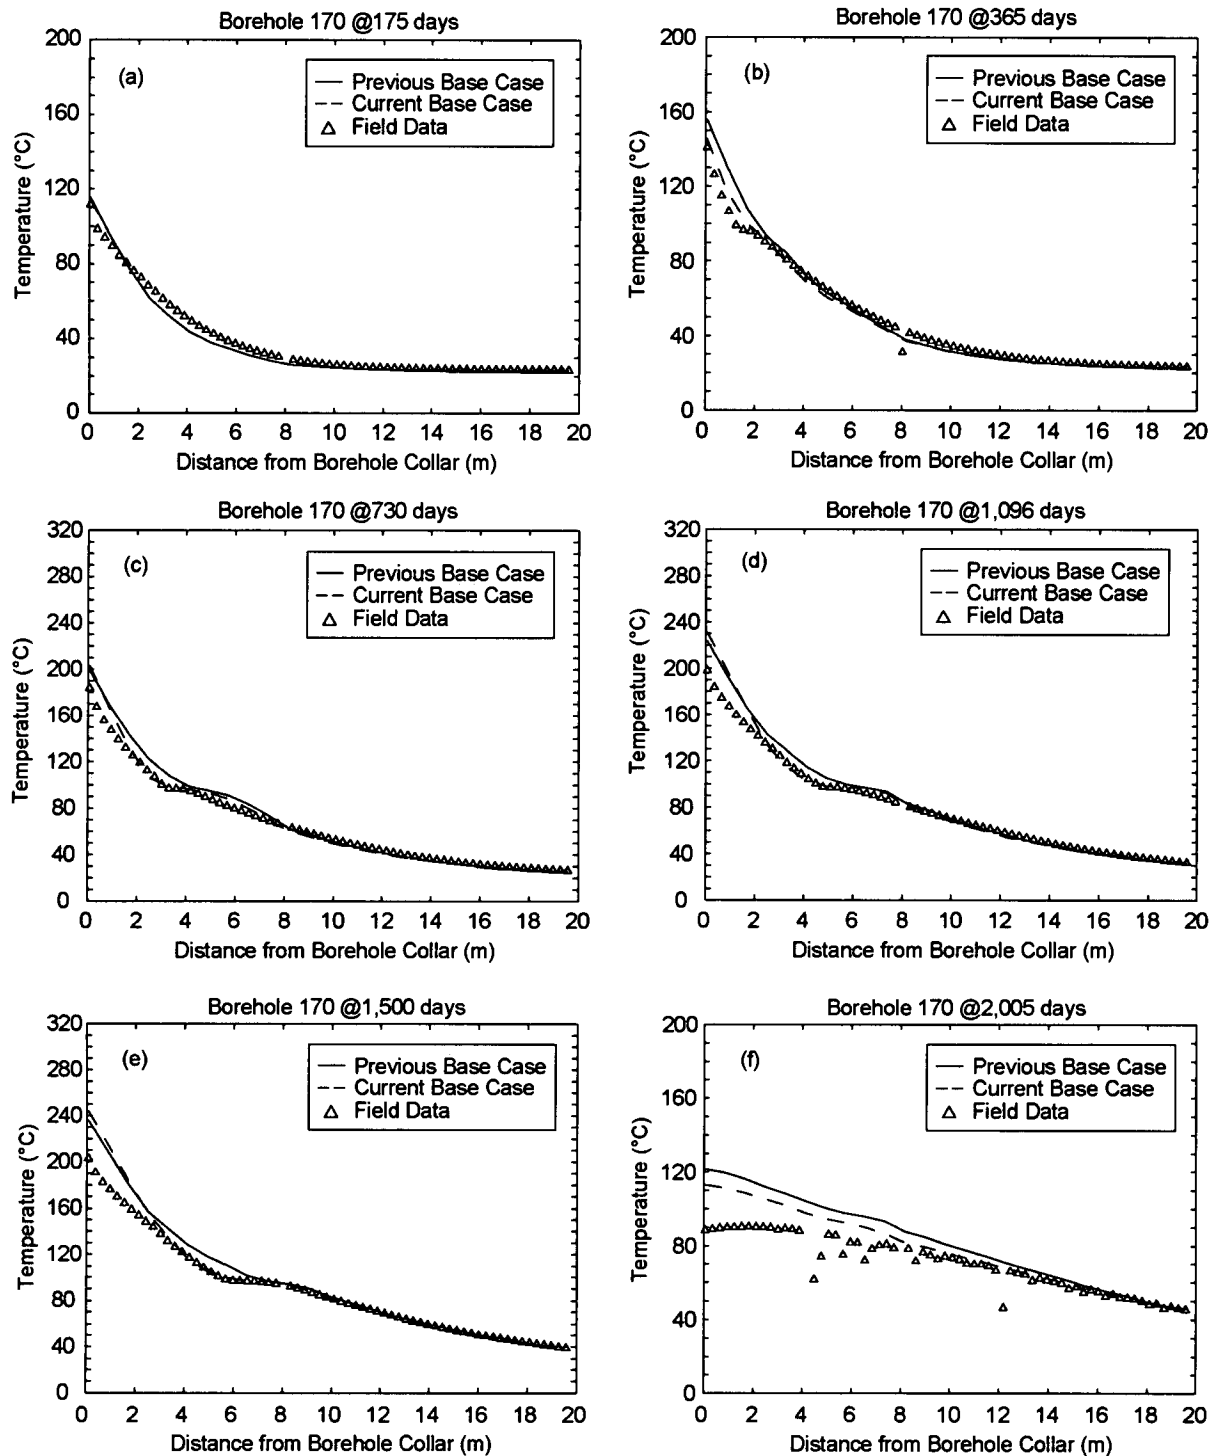 Borehole 170 @175 days
(a)
Previous Base Case
Current Base Case
Field Data
Temperature (°C)
200
160
120
80
40
0
0 2 4 6 8 10 12 14 16 18 20
Distance from Borehole Collar (m)
Borehole 170 @365 days
(b)
Previous Base Case
Current Base Case
Field Data
Temperature (°C)
200
160
120
80
40
0
0 2 4 6 8 10 12 14 16 18 20
Distance from Borehole Collar (m)
Borehole 170 @730 days
(c)
Previous Base Case
Current Base Case
Field Data
Temperature (°C)
320
280
240
200
160
120
80
40
0
0 2 4 6 8 10 12 14 16 18 20
Distance from Borehole Collar (m)
Borehole 170 @1,096 days
(d)
Previous Base Case
Current Base Case
Field Data
Temperature (°C)
320
280
240
200
160
120
80
40
0
0 2 4 6 8 10 12 14 16 18 20
Distance from Borehole Collar (m)
Borehole 170 @1,500 days
(e)
Previous Base Case
Current Base Case
Field Data
Temperature (°C)
320
280
240
200
160
120
80
40
0
0 2 4 6 8 10 12 14 16 18 20
Distance from Borehole Collar (m)
Borehole 170 @2,005 days
(f)
Previous Base Case
Current Base Case
Field Data
Temperature (°C)
200
160
120
80
40
0
0 2 4 6 8 10 12 14 16 18 20
Distance from Borehole Collar (m)